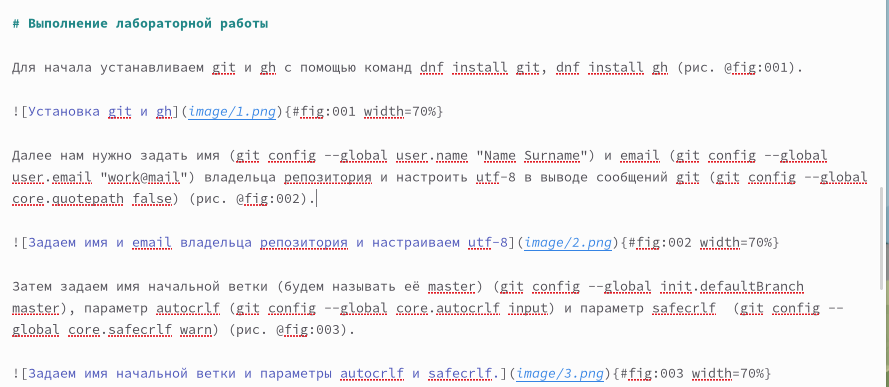 # Выполнение лабораторной работы
Для начала устанавливаем git и gh с помощью команд dnf install git, dnf install gh (рис. @fig:001).
![Установка git и gh](image/1.png){#fig:001 width=70%}
Далее нам нужно задать имя (git config --global user.name "Name Surname") и email (git config --global
user.email "work@mail") владельца репозитория и настроить utf-8 в выводе сообщений git (git config --global
core.quotepath false) (рис. @fig:002).
![Задаем имя и email владельца репозитория и настраиваем utf-8](image/2.png){#fig:002 width=70%}
Затем задаем имя начальной ветки (будем называть её master) (git config --global init.defaultBranch
master), параметр autocrlf (git config --global core.autocrlf input) и параметр safecrlf  (git config --
global core.safecrlf warn) (рис. @fig:003).
![Задаем имя начальной ветки и параметры autocrlf и safecrlf.](image/3.png){#fig:003 width=70%}